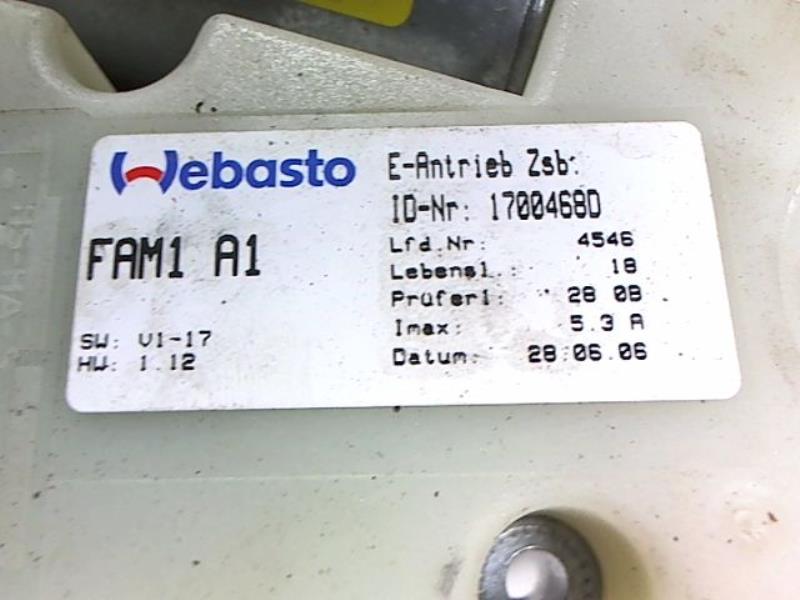 Webasto
FAM1 A1
SW: V1-17
HW: 1.12
E-Antrieb Zsb:
ID-Nr: 1700468D
Lfd.Nr: 4546
Lebensl.: 18
Prüferl: 28 08
Imax: 5.3 A
Datum: 28.06.06